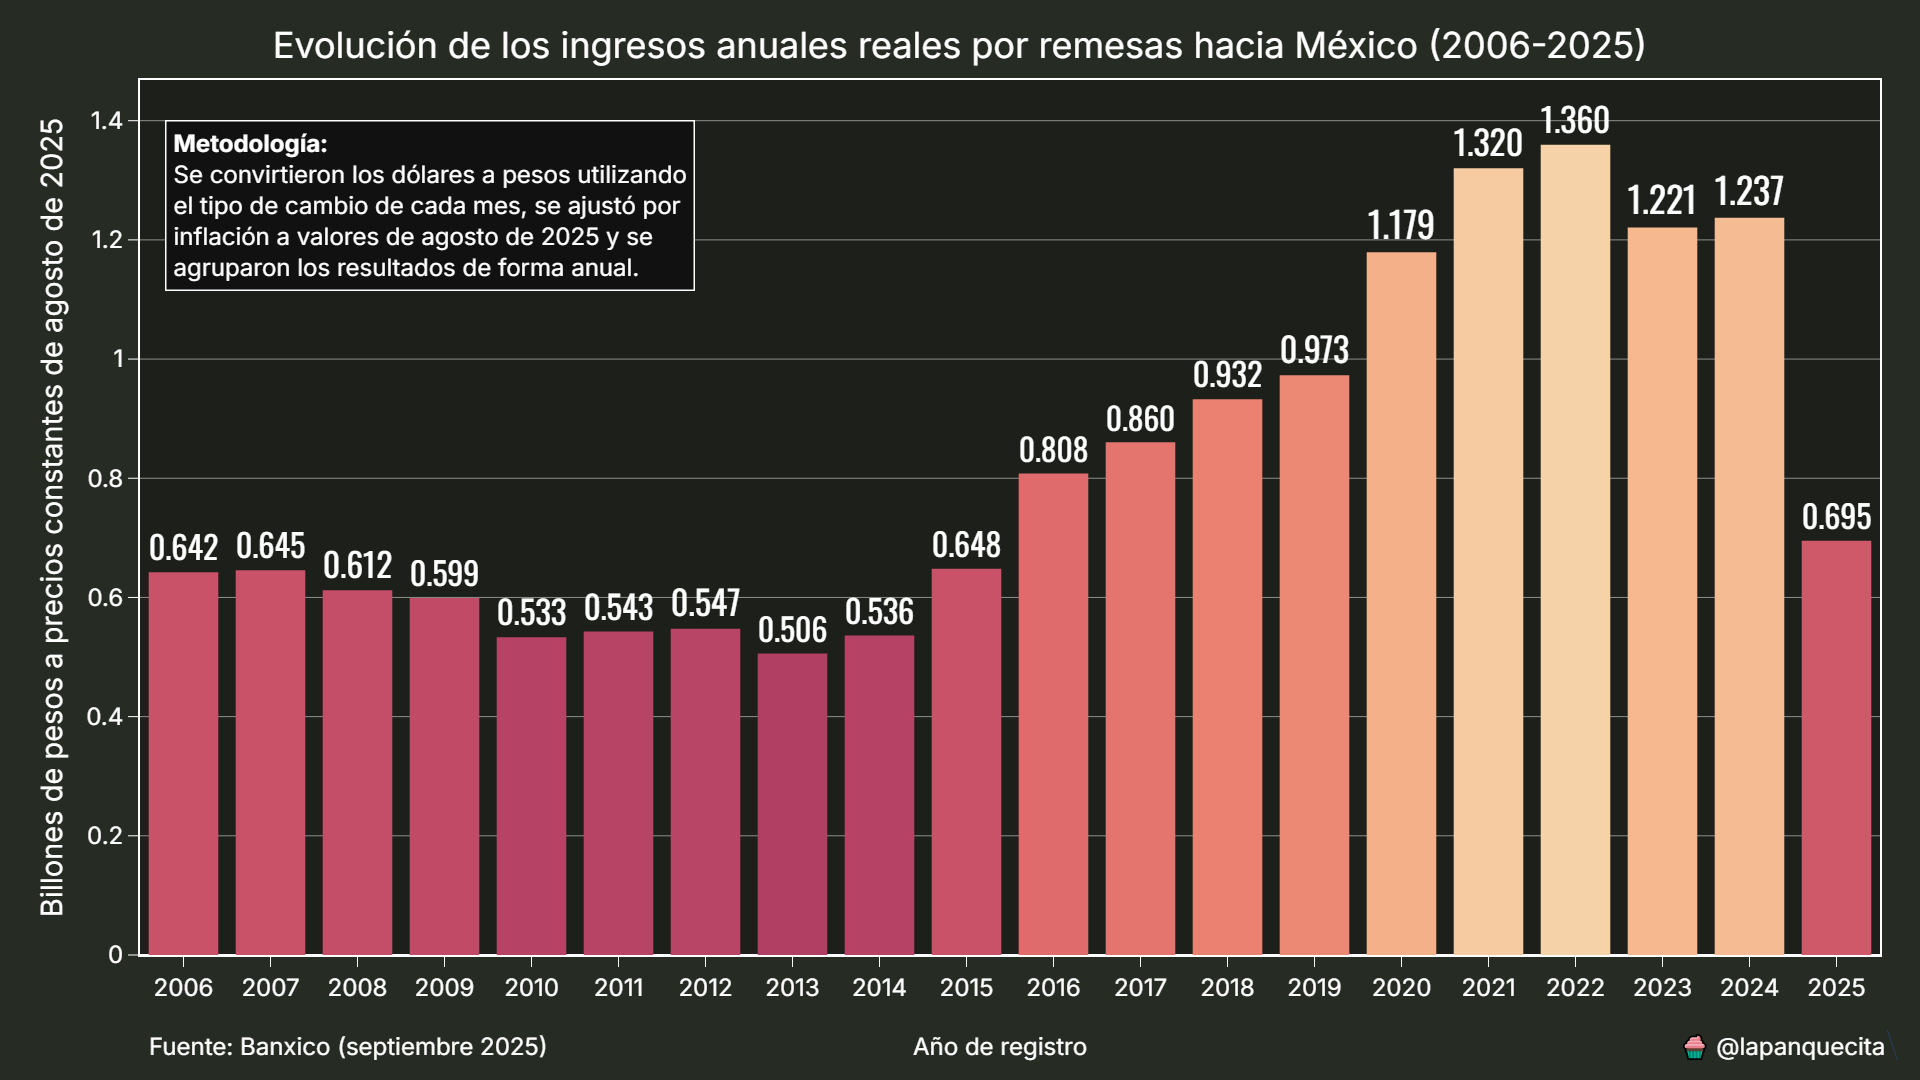 Evolución de los ingresos anuales reales por remesas hacia México (2006-2025)
Billones de pesos a precios constantes de agosto de 2025
1.4
1.2
1
0.8
0.6
0.4
0.2
0
Metodología:
Se convirtieron los dólares a pesos utilizando
el tipo de cambio de cada mes, se ajustó por
inflación a valores de agosto de 2025 y se
agruparon los resultados de forma anual.
0.642
0.645
0.612
0.599
0.533
0.543
0.547
0.506
0.536
0.648
0.808
0.860
0.932
0.973
1.179
1.320
1.360
1.221
1.237
0.695
2006 2007 2008 2009 2010 2011 2012 2013 2014 2015 2016 2017 2018 2019 2020 2021 2022 2023 2024 2025
Fuente: Banxico (septiembre 2025)
Año de registro
@lapanquecita